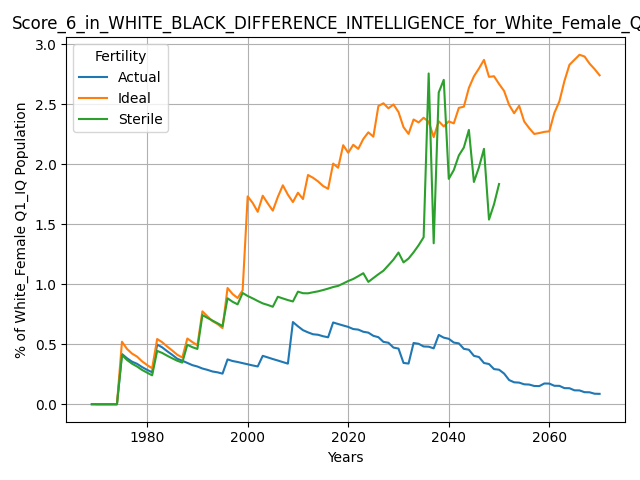 Score_6_in_WHITE_BLACK_DIFFERENCE_INTELLIGENCE_for_White_Female_Q
Fertility
Actual
Ideal
Sterile
% of White_Female Q1_IQ Population
3.0
2.5
2.0
1.5
1.0
0.5
0.0
1980 2000 2020 2040 2060
Years